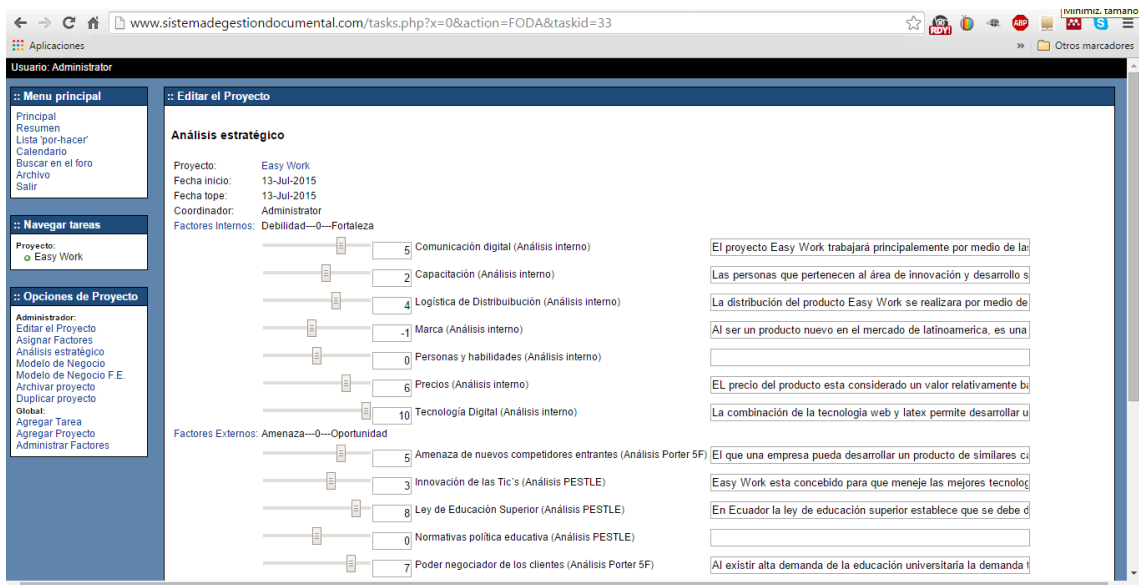 Minimiz. tamaño
www.sistemadegestiondocumental.com/tasks.php?x=0&action=FODA&taskid=33
RDY!
ABP
Aplicaciones
» Otros marcadores
Usuario: Administrator
:: Menu principal
Principal
Resumen
Lista 'por-hacer'
Calendario
Buscar en el foro
Archivo
Salir
:: Navegar tareas
Proyecto:
Easy Work
:: Opciones de Proyecto
Administrador:
Editar el Proyecto
Asignar Factores
Análisis estratégico
Modelo de Negocio
Modelo de Negocio F.E.
Archivar proyecto
Duplicar proyecto
Global:
Agregar Tarea
Agregar Proyecto
Administrar Factores
:: Editar el Proyecto
Análisis estratégico
Proyecto: Easy Work
Fecha inicio: 13-Jul-2015
Fecha tope: 13-Jul-2015
Coordinador: Administrator
Factores Internos: Debilidad---0---Fortaleza
5 Comunicación digital (Análisis interno) El proyecto Easy Work trabajará principalmente por medio de las
2 Capacitación (Análisis interno) Las personas que pertenecen al área de innovación y desarrollo s
4 Logística de Distribuibución (Análisis interno) La distribución del producto Easy Work se realizara por medio de
-1 Marca (Análisis interno) Al ser un producto nuevo en el mercado de latinoamerica, es una
0 Personas y habilidades (Análisis interno)
6 Precios (Análisis interno) EL precio del producto esta considerado un valor relativamente ba
10 Tecnología Digital (Análisis interno) La combinación de la tecnologia web y latex permite desarrollar u
Factores Externos: Amenaza---0---Oportunidad
5 Amenaza de nuevos competidores entrantes (Análisis Porter 5F) El que una empresa pueda desarrollar un producto de similares ca
3 Innovación de las Tic´s (Análisis PESTLE) Easy Work esta concebido para que meneje las mejores tecnolog
8 Ley de Educación Superior (Análisis PESTLE) En Ecuador la ley de educación superior establece que se debe d
0 Normativas política educativa (Análisis PESTLE)
7 Poder negociador de los clientes (Análisis Porter 5F) Al existir alta demanda de la educación universitaria la demanda t